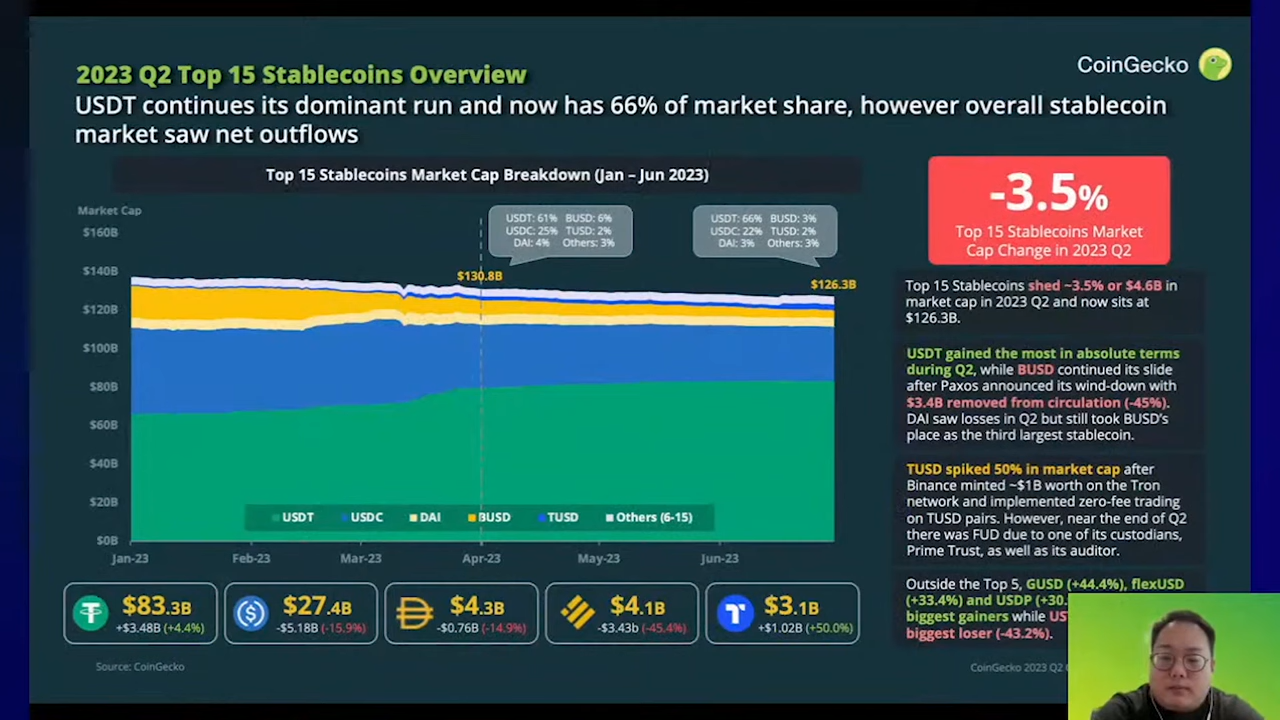 CoinGecko
2023 Q2 Top 15 Stablecoins Overview
USDT continues its dominant run and now has 66% of market share, however overall stablecoin
market saw net outflows
Top 15 Stablecoins Market Cap Breakdown (Jan – Jun 2023)
Market Cap
$160B
$140B
$120B
$100B
$80B
$60B
$40B
$20B
$0B
USDT: 61% BUSD: 6%
USDC: 25% TUSD: 2%
DAI: 4% Others: 3%
USDT: 66% BUSD: 3%
USDC: 22% TUSD: 2%
DAI: 3% Others: 3%
$130.8B
$126.3B
USDT USDC DAI BUSD TUSD Others (6-15)
Jan-23 Feb-23 Mar-23 Apr-23 May-23 Jun-23
$83.3B
+$3.48B (+4.4%)
$27.4B
-$5.18B (-15.9%)
$4.3B
-$0.76B (-14.9%)
$4.1B
-$3.43b (-45.4%)
$3.1B
+$1.02B (+50.0%)
-3.5%
Top 15 Stablecoins Market
Cap Change in 2023 Q2
Top 15 Stablecoins shed ~3.5% or $4.6B in
market cap in 2023 Q2 and now sits at
$126.3B.
USDT gained the most in absolute terms
during Q2, while BUSD continued its slide
after Paxos announced its wind-down with
$3.4B removed from circulation (-45%).
DAI saw losses in Q2 but still took BUSD's
place as the third largest stablecoin.
TUSD spiked 50% in market cap after
Binance minted ~$1B worth on the Tron
network and implemented zero-fee trading
on TUSD pairs. However, near the end of Q2
there was FUD due to one of its custodians,
Prime Trust, as well as its auditor.
Outside the Top 5, GUSD (+44.4%), flexUSD
(+33.4%) and USDP (+30.
biggest gainers while
biggest loser (-43.2%).
Source: CoinGecko
CoinGecko 2023 Q2